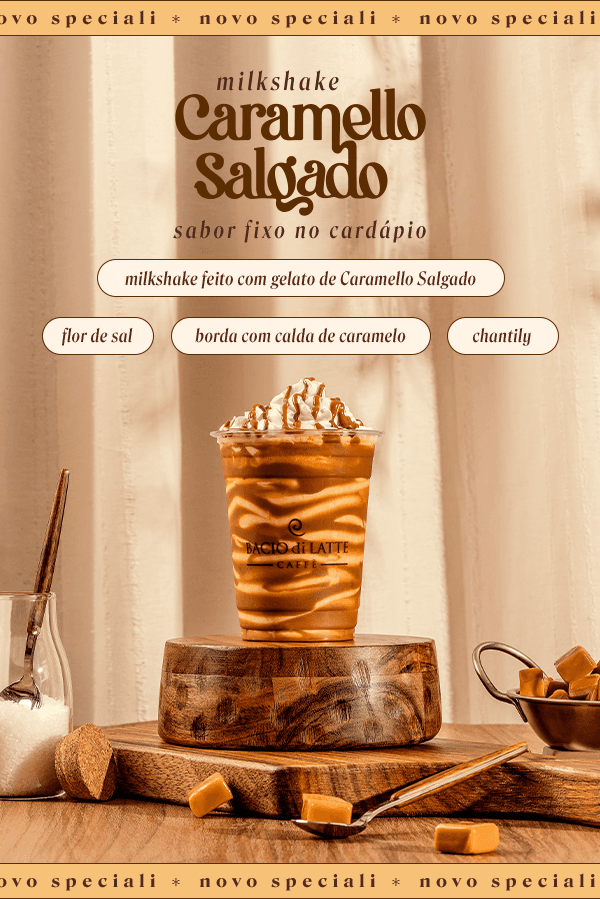 novo speciali * novo speciali * novo speciali
milkshake
Caramello
Salgado
sabor fixo no cardápio
milkshake feito com gelato de Caramello Salgado
flor de sal
borda com calda de caramelo
chantily
BACIO di LATTE
CAFFÈ
novo speciali * novo speciali * novo speciali